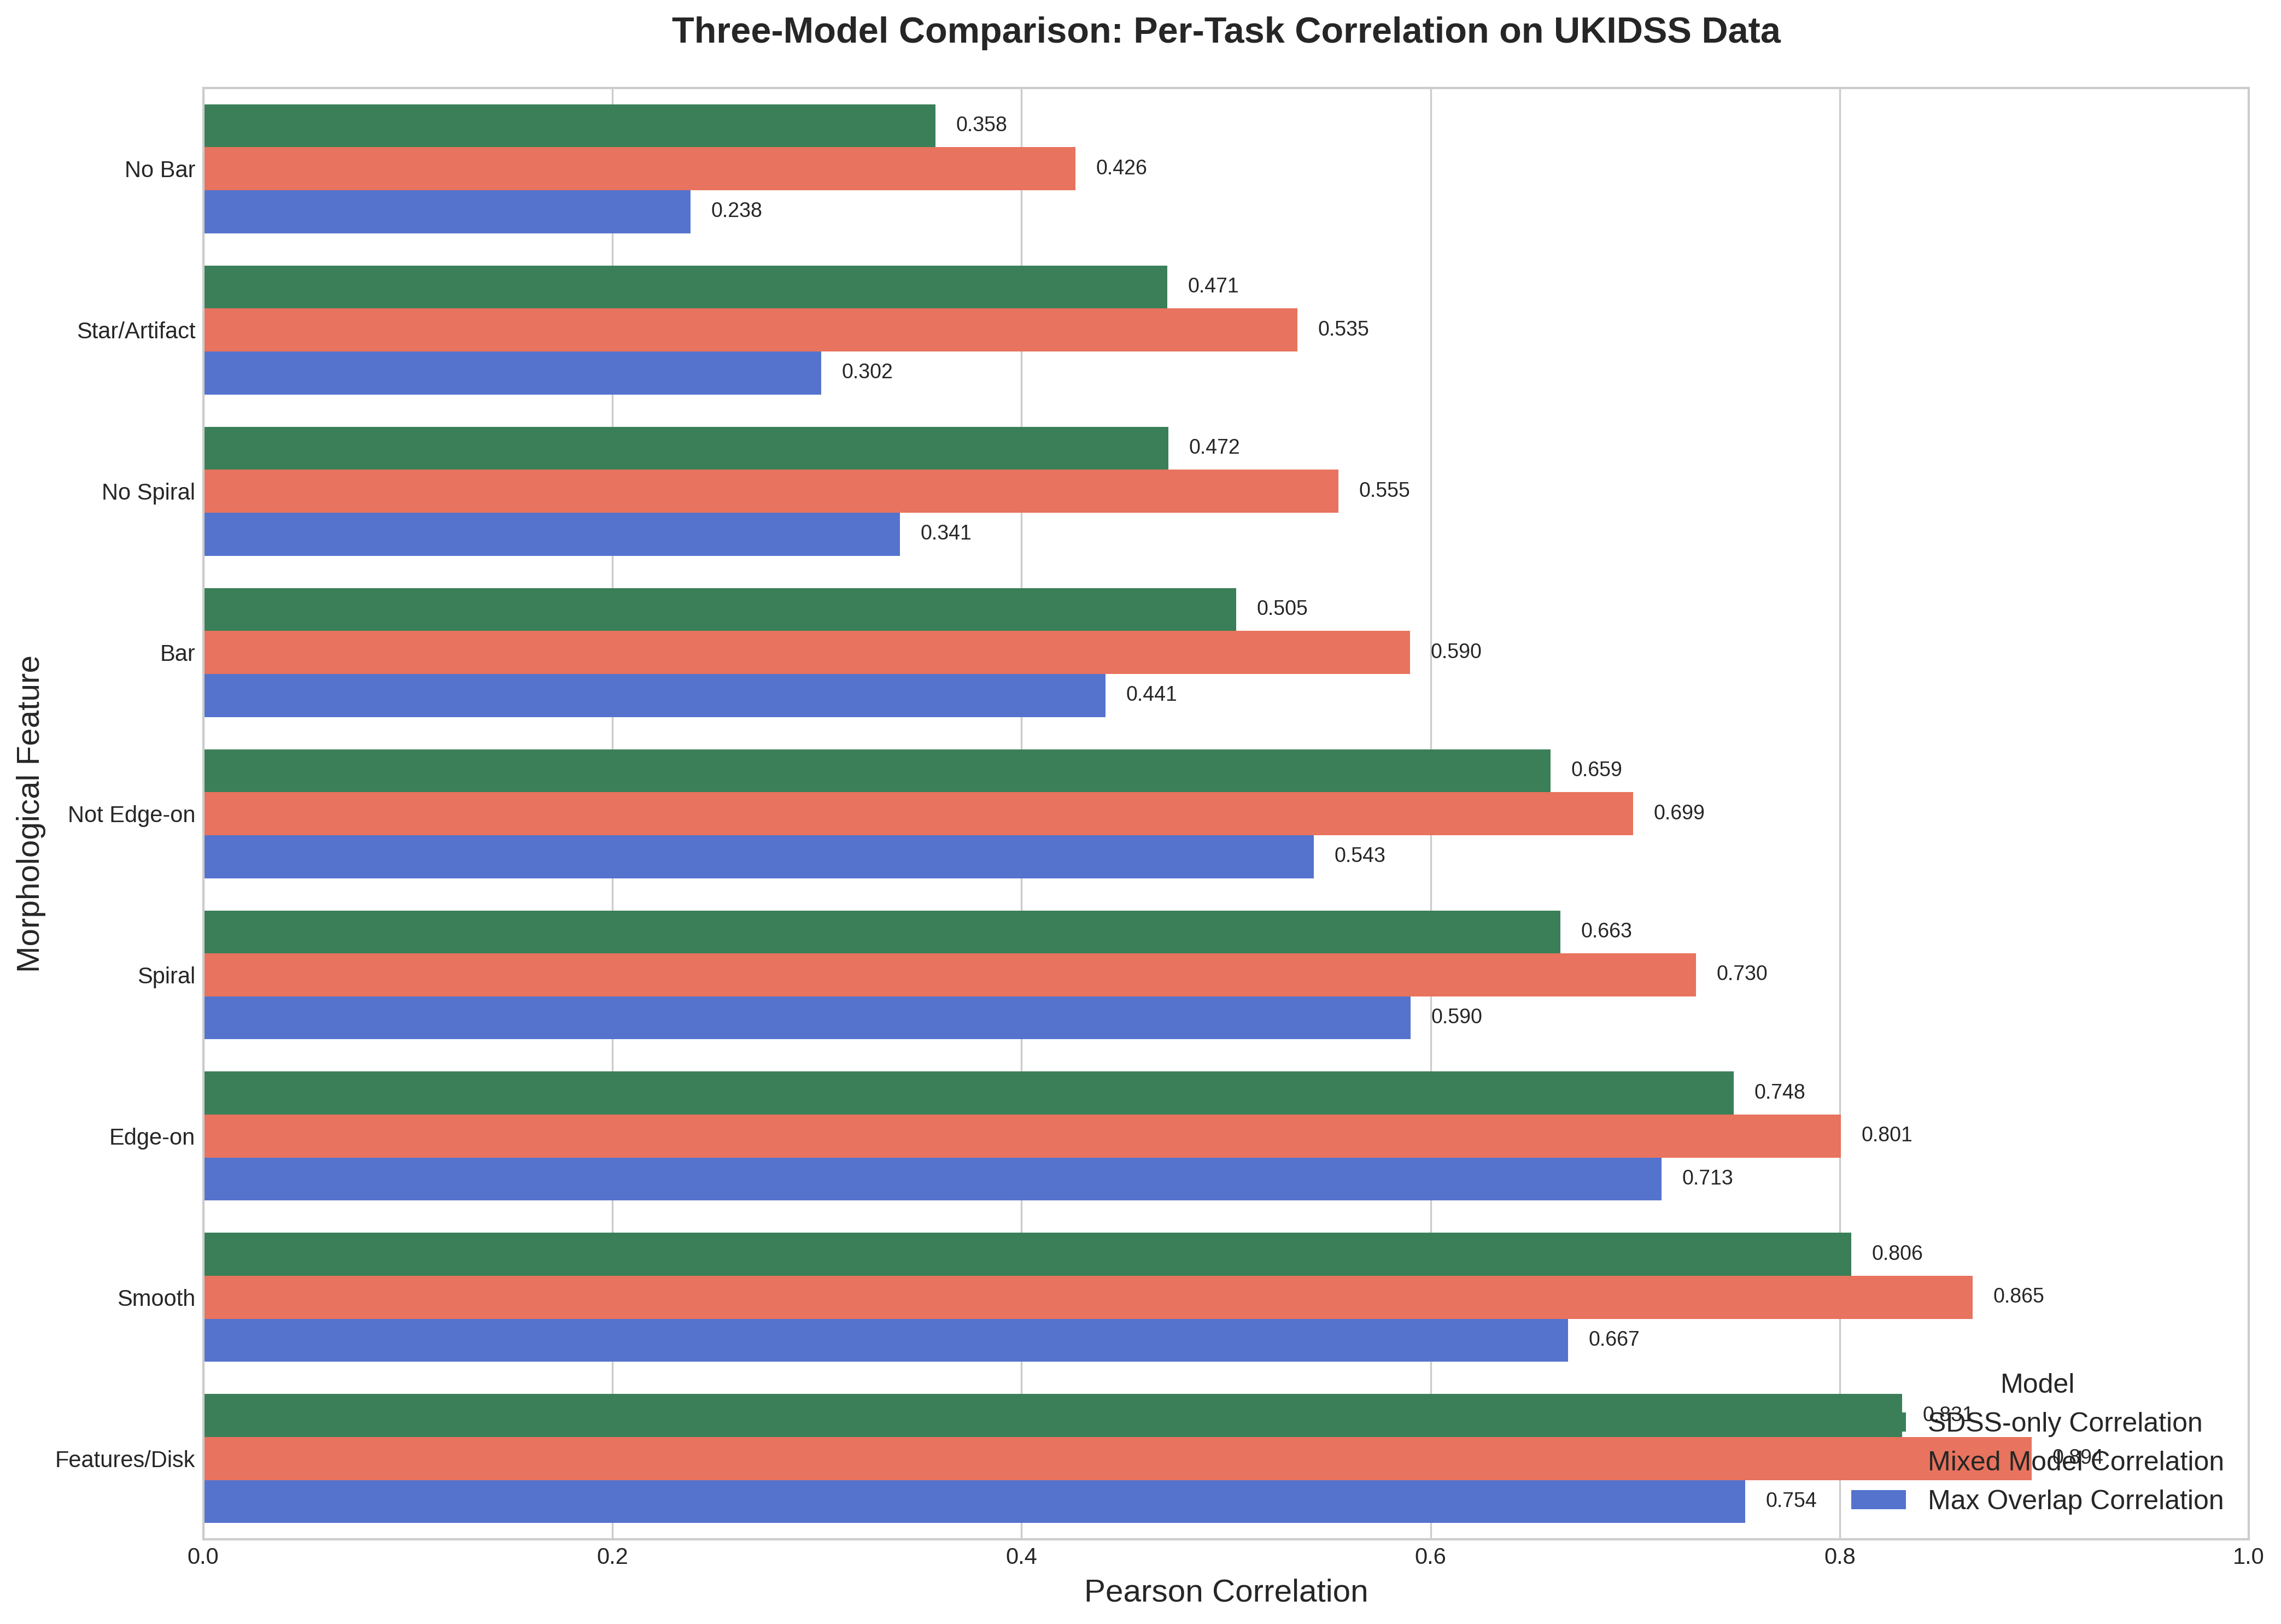 Three-Model Comparison: Per-Task Correlation on UKIDSS Data
Morphological Feature
No Bar
0.358
0.426
0.238
Star/Artifact
0.471
0.535
0.302
No Spiral
0.472
0.555
0.341
Bar
0.505
0.590
0.441
Not Edge-on
0.659
0.699
0.543
Spiral
0.663
0.730
0.590
Edge-on
0.748
0.801
0.713
Smooth
0.806
0.865
0.667
Features/Disk
0.831
0.894
0.754
Model
SDSS-only Correlation
Mixed Model Correlation
Max Overlap Correlation
0.0 0.2 0.4 0.6 0.8 1.0
Pearson Correlation